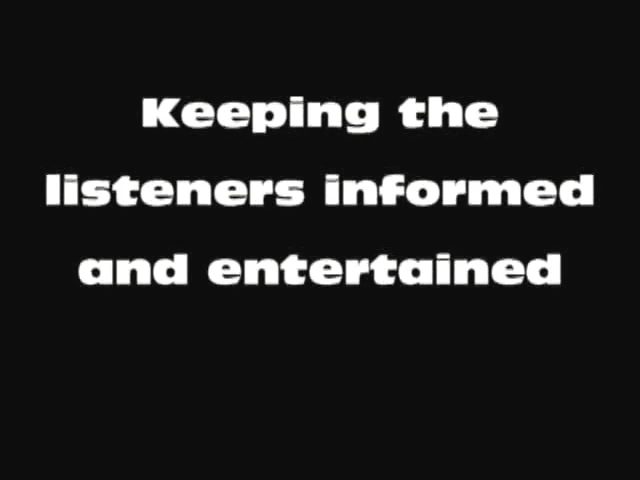 Keeping the
listeners informed
and entertained